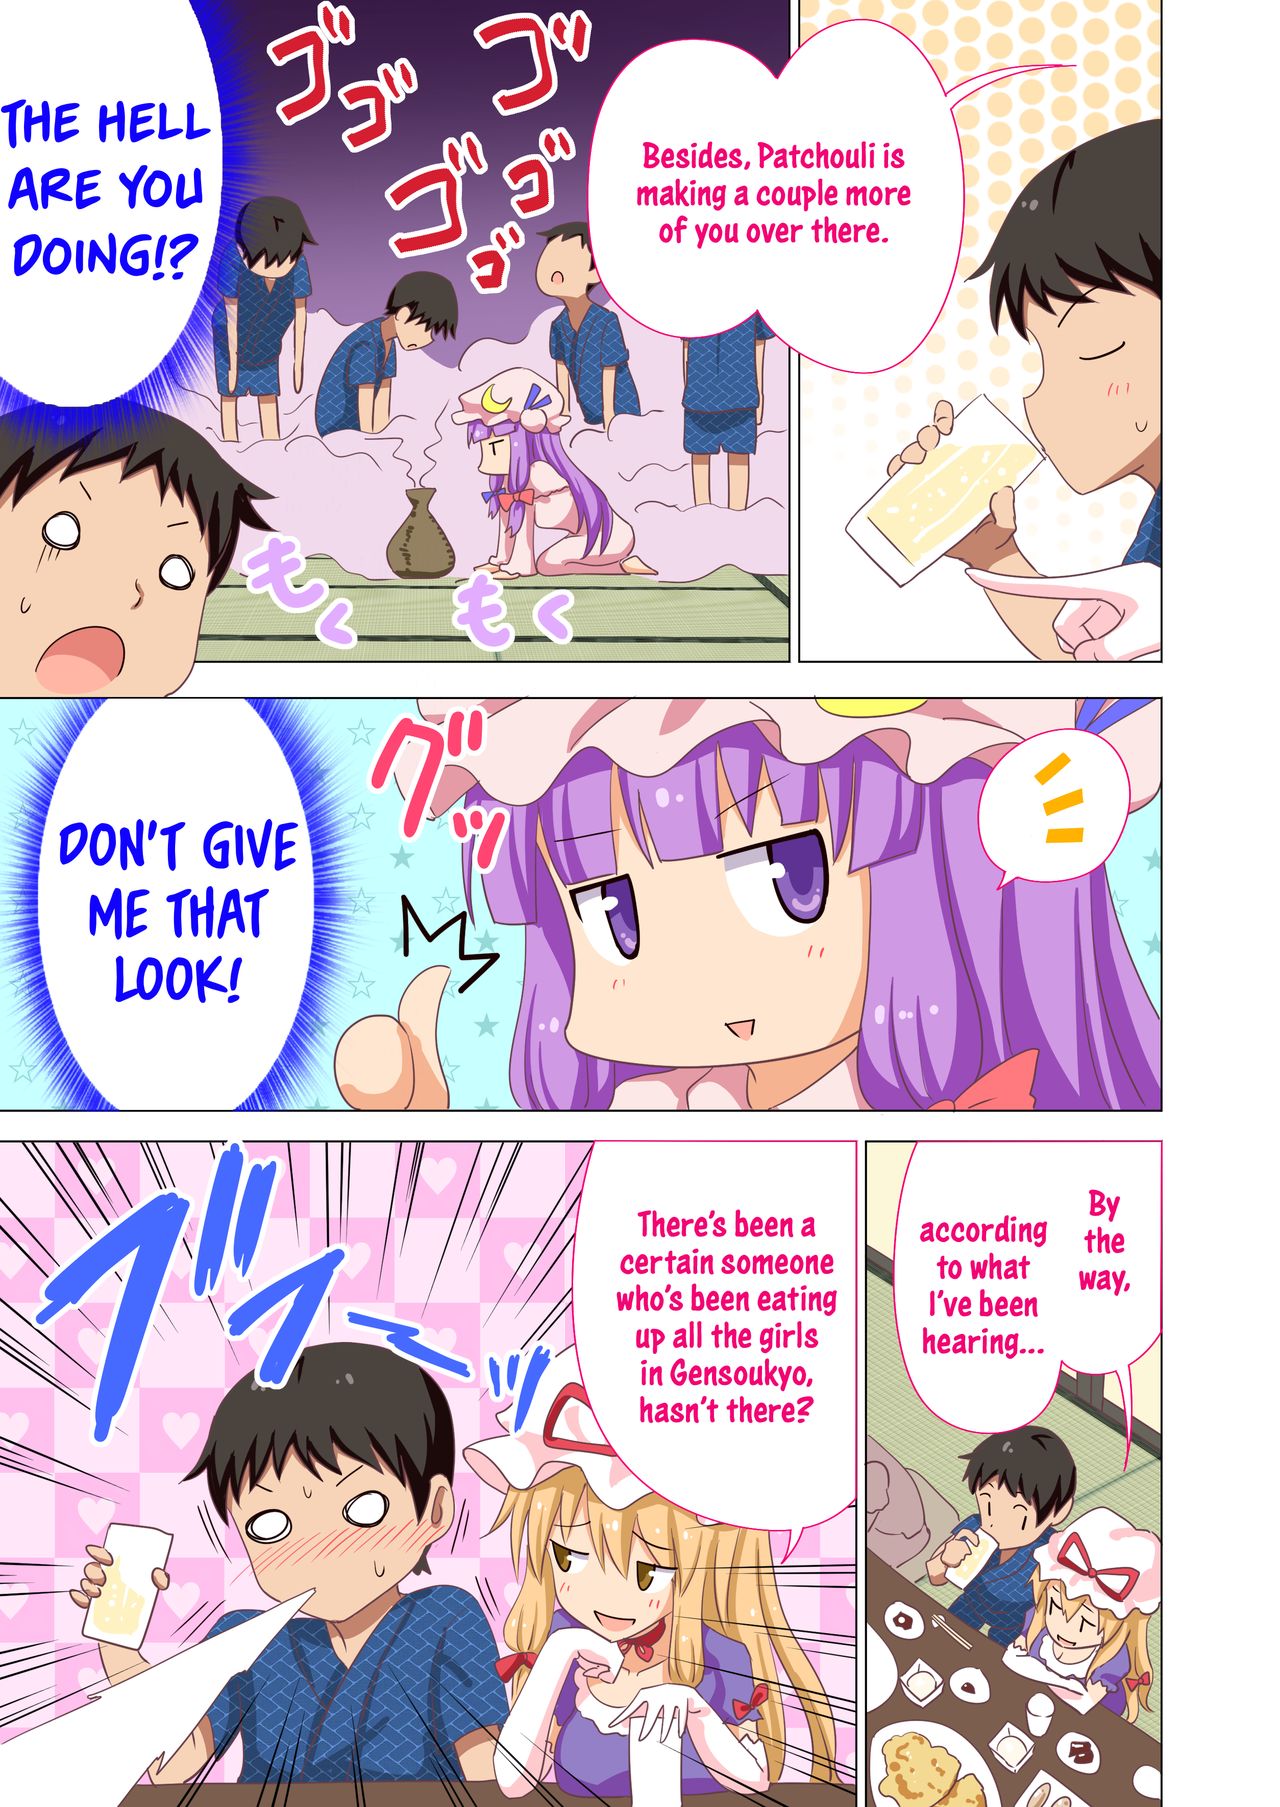 Besides, Patchouli is
making a couple more
of you over there.
ゴゴ
ゴゴ
ゴゴ
THE HELL
ARE YOU
DOING!?
もく
もく
グッ
DON'T GIVE
ME THAT
LOOK!
By
the
way,
according
to what
I've been
hearing...
There's been a
certain someone
who's been eating
up all the girls
in Gensoukyo,
hasn't there?
ブブーッ